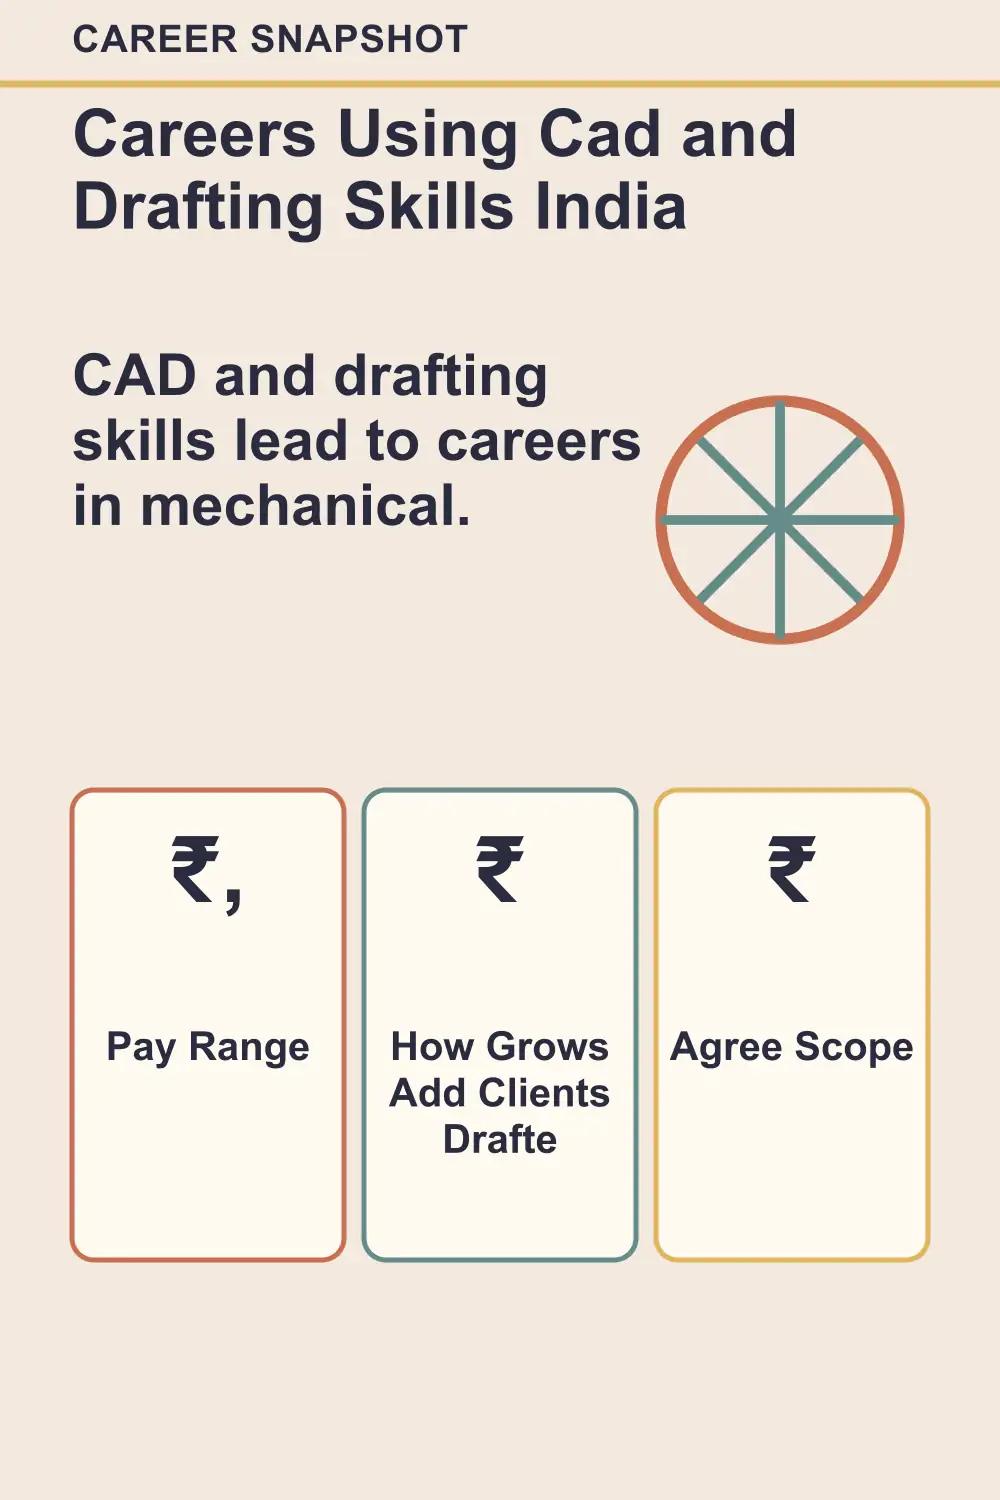 CAREER SNAPSHOT
Careers Using Cad and
Drafting Skills India
CAD and drafting
skills lead to careers
in mechanical.
₹,
Pay Range
₹
How Grows
Add Clients
Drafte
₹
Agree Scope